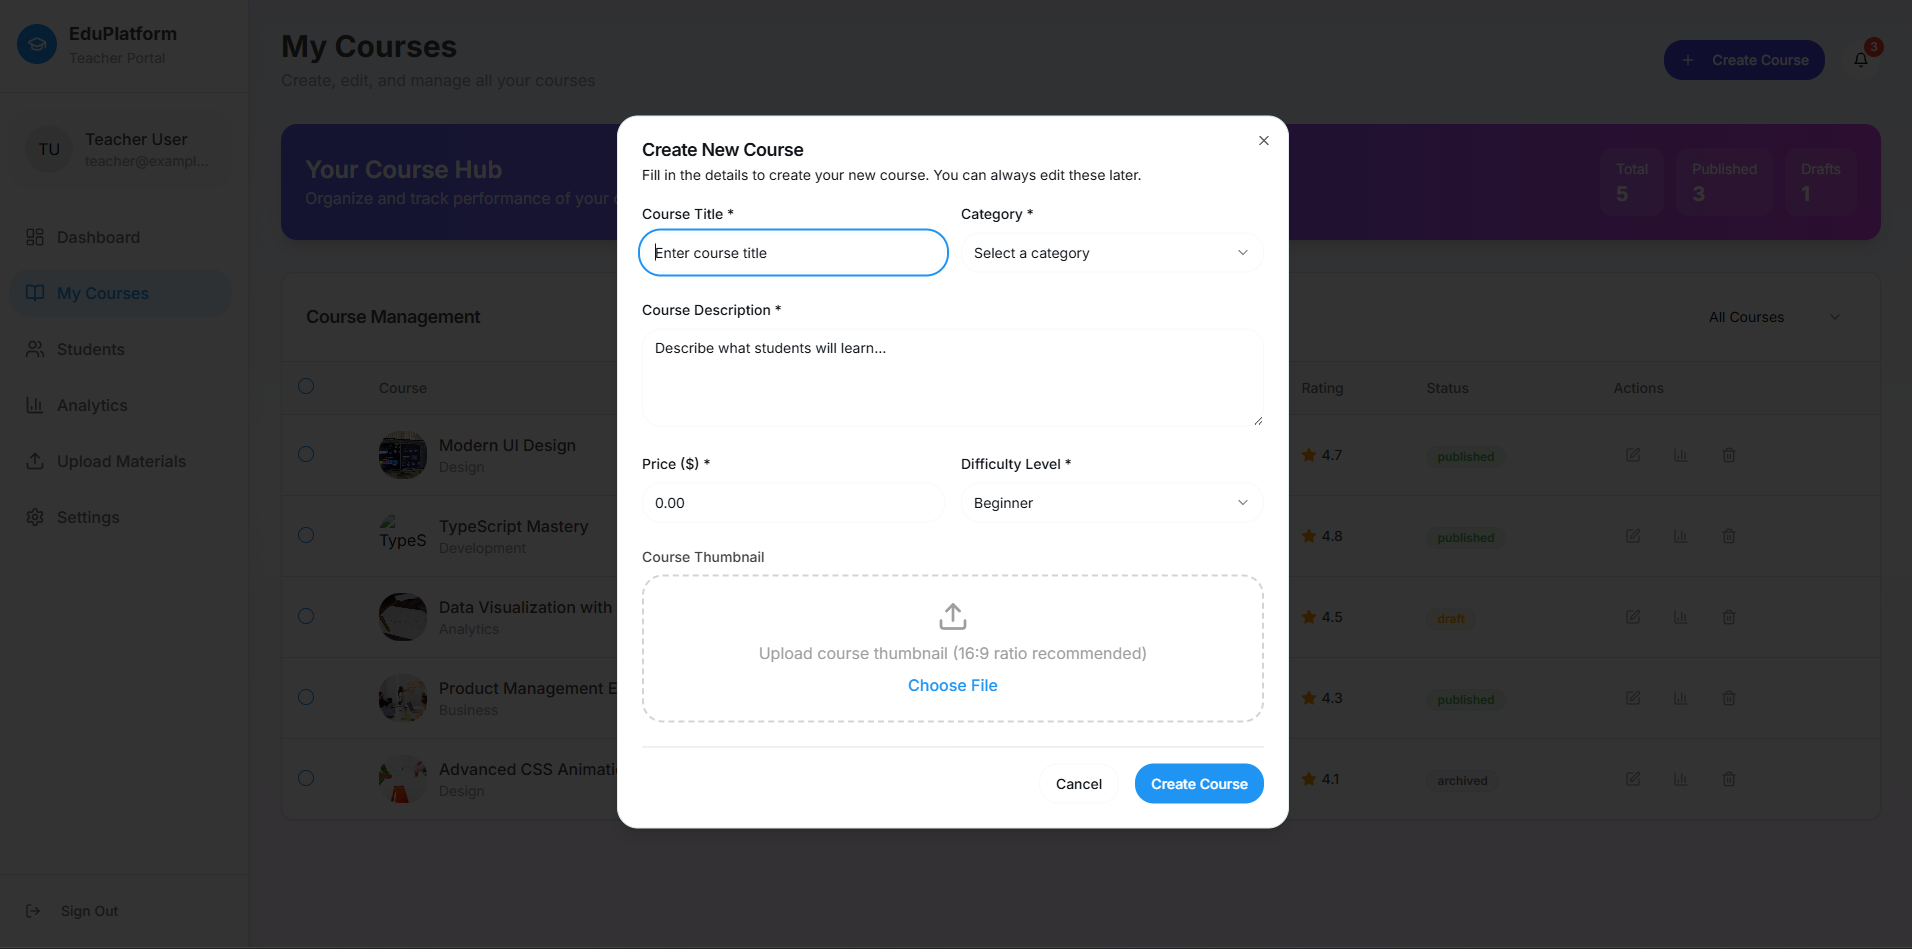 EduPlatform
Teacher Portal
TU
Teacher User
teacher@exampl...
Dashboard
My Courses
Students
Analytics
Upload Materials
Settings
Sign Out
My Courses
Create, edit, and manage all your courses
Create Course
3
Your Course Hub
Organize and track performance of your
Total
5
Published
3
Drafts
1
Course Management
All Courses
Course
Rating
Status
Actions
Modern UI Design
Design
4.7
published
TypeS
TypeScript Mastery
Development
4.8
published
Data Visualization with
Analytics
4.5
draft
Product Management E
Business
4.3
published
Advanced CSS Animati
Design
4.1
archived
Create New Course
Fill in the details to create your new course. You can always edit these later.
Course Title *
Category *
Enter course title
Select a category
Course Description *
Describe what students will learn...
Price ($) *
Difficulty Level *
0.00
Beginner
Course Thumbnail
Upload course thumbnail (16:9 ratio recommended)
Choose File
Cancel
Create Course